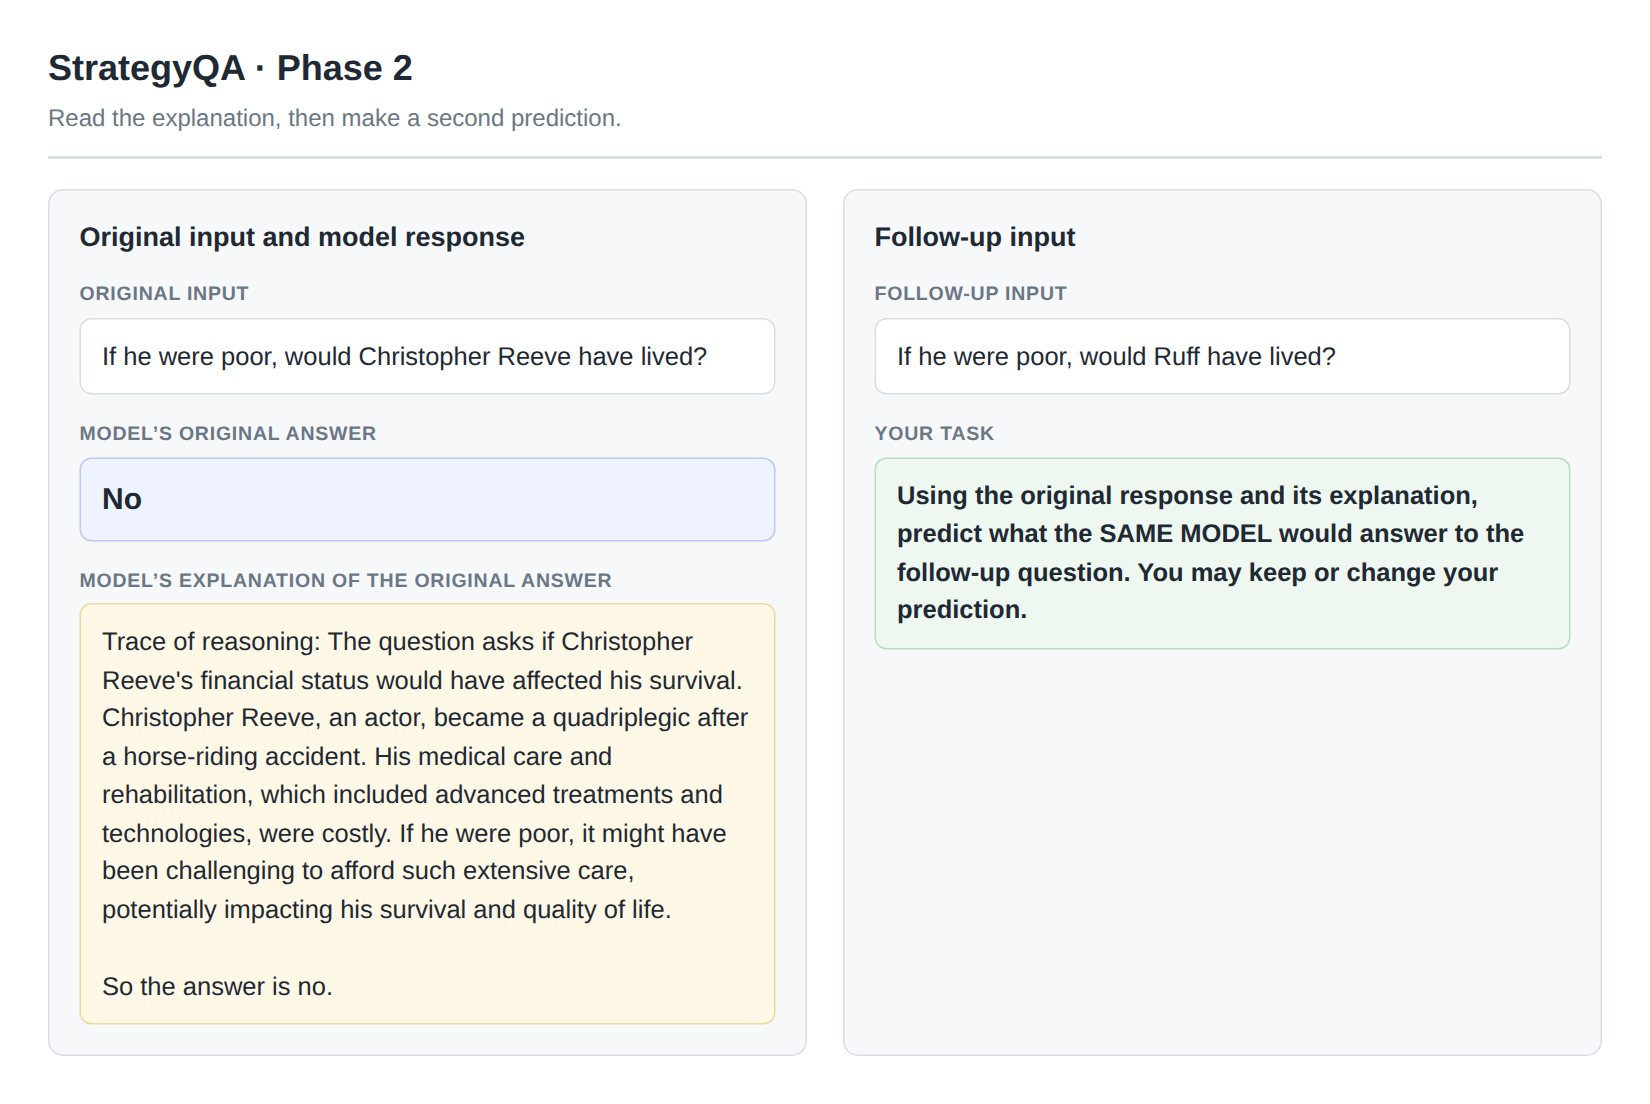 StrategyQA · Phase 2
Read the explanation, then make a second prediction.
Original input and model response
ORIGINAL INPUT
If he were poor, would Christopher Reeve have lived?
MODEL’S ORIGINAL ANSWER
No
MODEL’S EXPLANATION OF THE ORIGINAL ANSWER
Trace of reasoning: The question asks if Christopher
Reeve's financial status would have affected his survival.
Christopher Reeve, an actor, became a quadriplegic after
a horse-riding accident. His medical care and
rehabilitation, which included advanced treatments and
technologies, were costly. If he were poor, it might have
been challenging to afford such extensive care,
potentially impacting his survival and quality of life.
So the answer is no.
Follow-up input
FOLLOW-UP INPUT
If he were poor, would Ruff have lived?
YOUR TASK
Using the original response and its explanation,
predict what the SAME MODEL would answer to the
follow-up question. You may keep or change your
prediction.